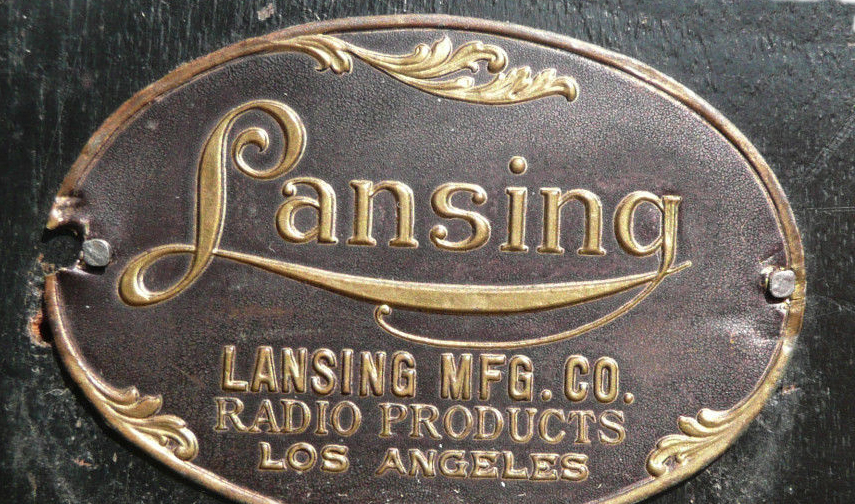 Lansing
LANSING MFG. CO.
RADIO PRODUCTS
LOS ANGELES